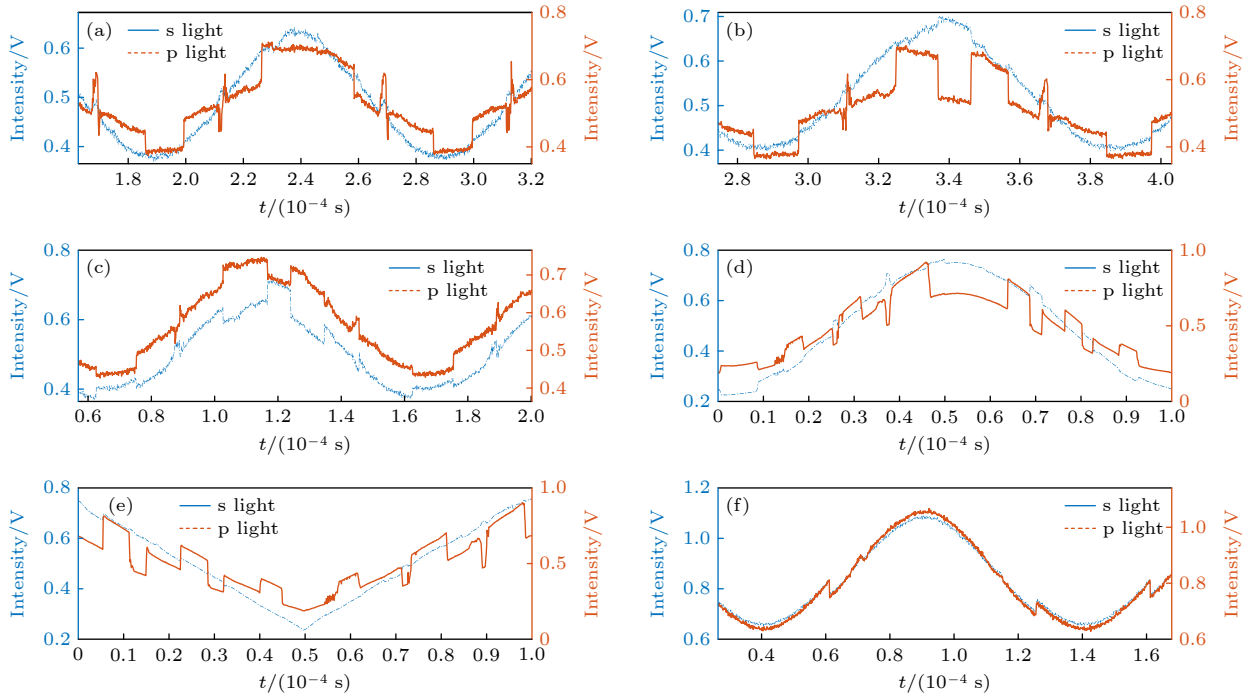 (a)
s light
p light
Intensity/V
0.6
0.5
0.4
0.8
0.6
0.4
Intensity/V
1.8 2.0 2.2 2.4 2.6 2.8 3.0 3.2
t/(10⁻⁴ s)
(b)
s light
p light
Intensity/V
0.7
0.6
0.5
0.4
0.8
0.6
0.4
Intensity/V
2.8 3.0 3.2 3.4 3.6 3.8 4.0
t/(10⁻⁴ s)
(c)
s light
p light
Intensity/V
0.8
0.6
0.4
0.7
0.6
0.5
0.4
Intensity/V
0.6 0.8 1.0 1.2 1.4 1.6 1.8 2.0
t/(10⁻⁴ s)
(d)
s light
p light
Intensity/V
0.8
0.6
0.4
0.2
1.0
0.5
0
Intensity/V
0 0.1 0.2 0.3 0.4 0.5 0.6 0.7 0.8 0.9 1.0
t/(10⁻⁴ s)
(e)
s light
p light
Intensity/V
0.8
0.6
0.4
0.2
1.0
0.5
0
Intensity/V
0 0.1 0.2 0.3 0.4 0.5 0.6 0.7 0.8 0.9 1.0
t/(10⁻⁴ s)
(f)
s light
p light
Intensity/V
1.2
1.0
0.8
0.6
1.0
0.8
0.6
Intensity/V
0.4 0.6 0.8 1.0 1.2 1.4 1.6
t/(10⁻⁴ s)